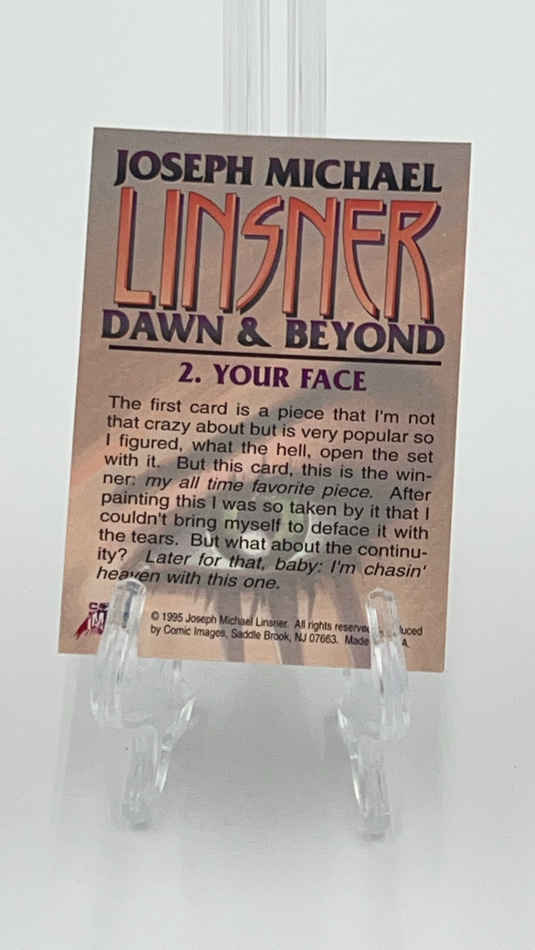 JOSEPH MICHAEL
LINSNER
DAWN & BEYOND
2. YOUR FACE
The first card is a piece that I'm not
that crazy about but is very popular so
I figured, what the hell, open the set
with it. But this card, this is the win-
ner: my all time favorite piece. After
painting this I was so taken by it that I
couldn't bring myself to deface it with
the tears. But what about the continu-
ity? Later for that, baby: I'm chasin'
heaven with this one.
© 1995 Joseph Michael Linsner. All rights
by Comic Images, Saddle Brook, NJ 07663. Made